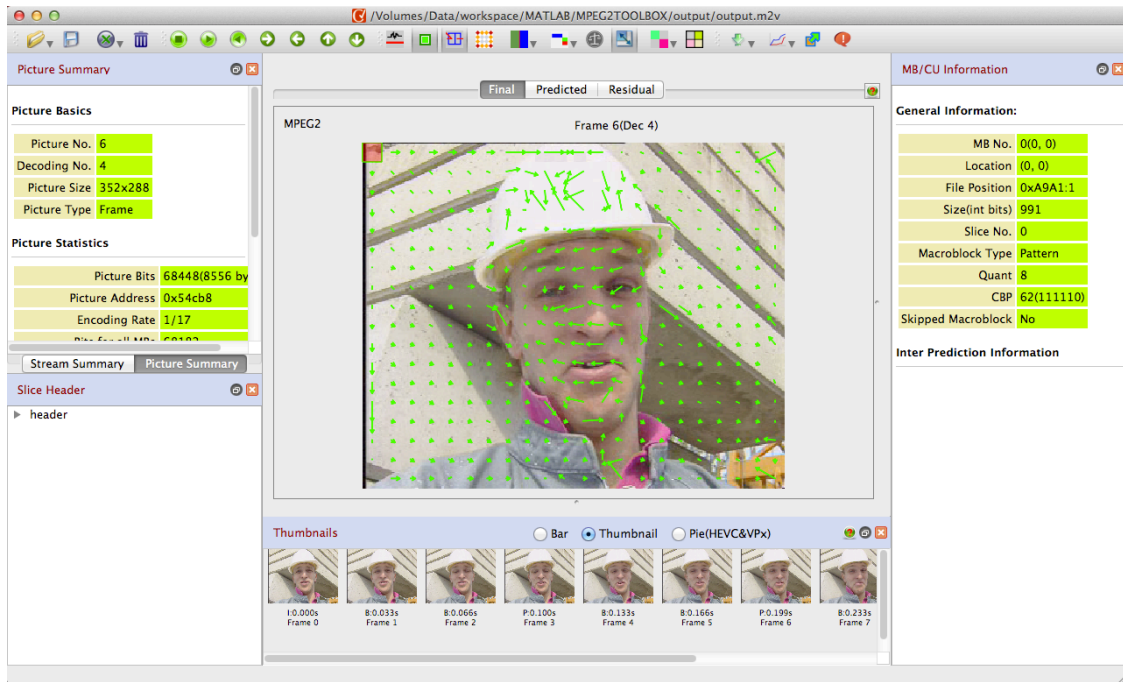 /Volumes/Data/workspace/MATLAB/MPEG2TOOLBOX/output/output.m2v
Picture Summary
Picture Basics
Picture No. 6
Decoding No. 4
Picture Size 352x288
Picture Type Frame
Picture Statistics
Picture Bits 68448(8556 by
Picture Address 0x54cb8
Encoding Rate 1/17
Bits for all MBs 68182
Stream Summary Picture Summary
Slice Header
header
Final Predicted Residual
MPEG2 Frame 6(Dec 4)
Thumbnails Bar Thumbnail Pie(HEVC&VPx)
I:0.000s B:0.033s B:0.066s P:0.100s B:0.133s B:0.166s P:0.199s B:0.233s
Frame 0 Frame 1 Frame 2 Frame 3 Frame 4 Frame 5 Frame 6 Frame 7
MB/CU Information
General Information:
MB No. 0(0, 0)
Location (0, 0)
File Position 0xA9A1:1
Size(int bits) 991
Slice No. 0
Macroblock Type Pattern
Quant 8
CBP 62(111110)
Skipped Macroblock No
Inter Prediction Information